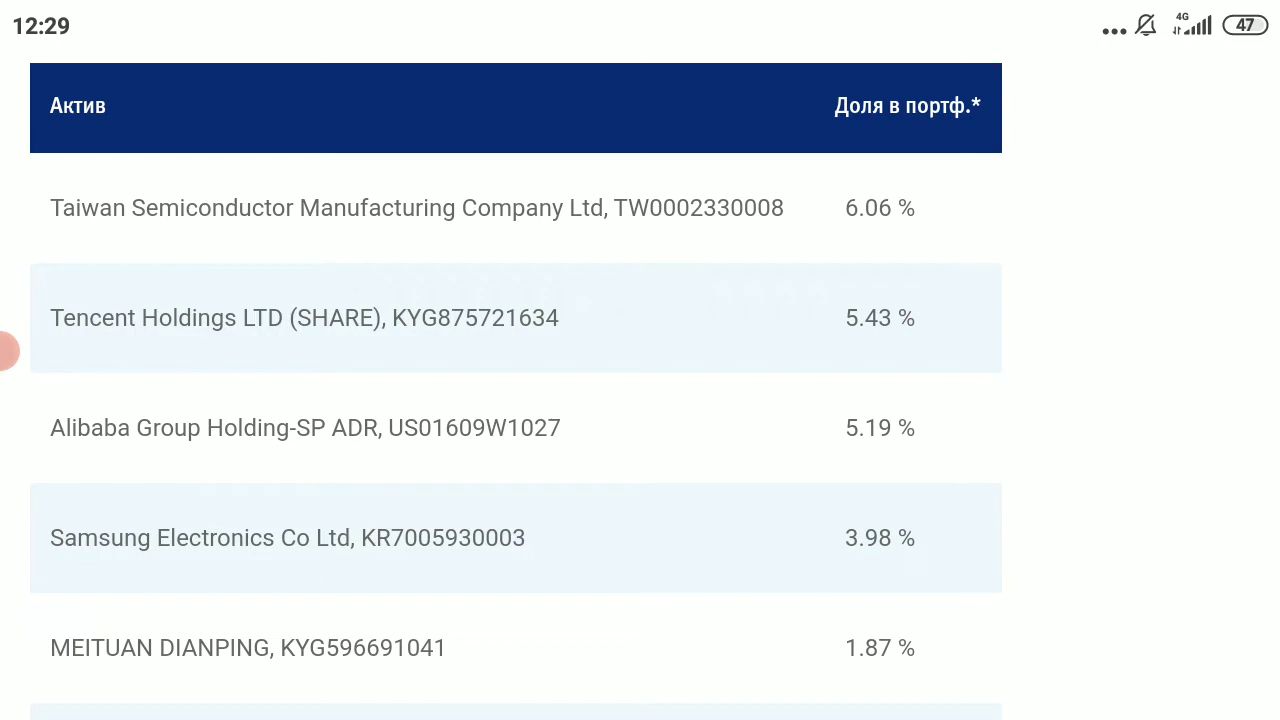 12:29
4G
47
Актив Доля в портф.*
Taiwan Semiconductor Manufacturing Company Ltd, TW0002330008 6.06 %
Tencent Holdings LTD (SHARE), KYG875721634 5.43 %
Alibaba Group Holding-SP ADR, US01609W1027 5.19 %
Samsung Electronics Co Ltd, KR7005930003 3.98 %
MEITUAN DIANPING, KYG596691041 1.87 %